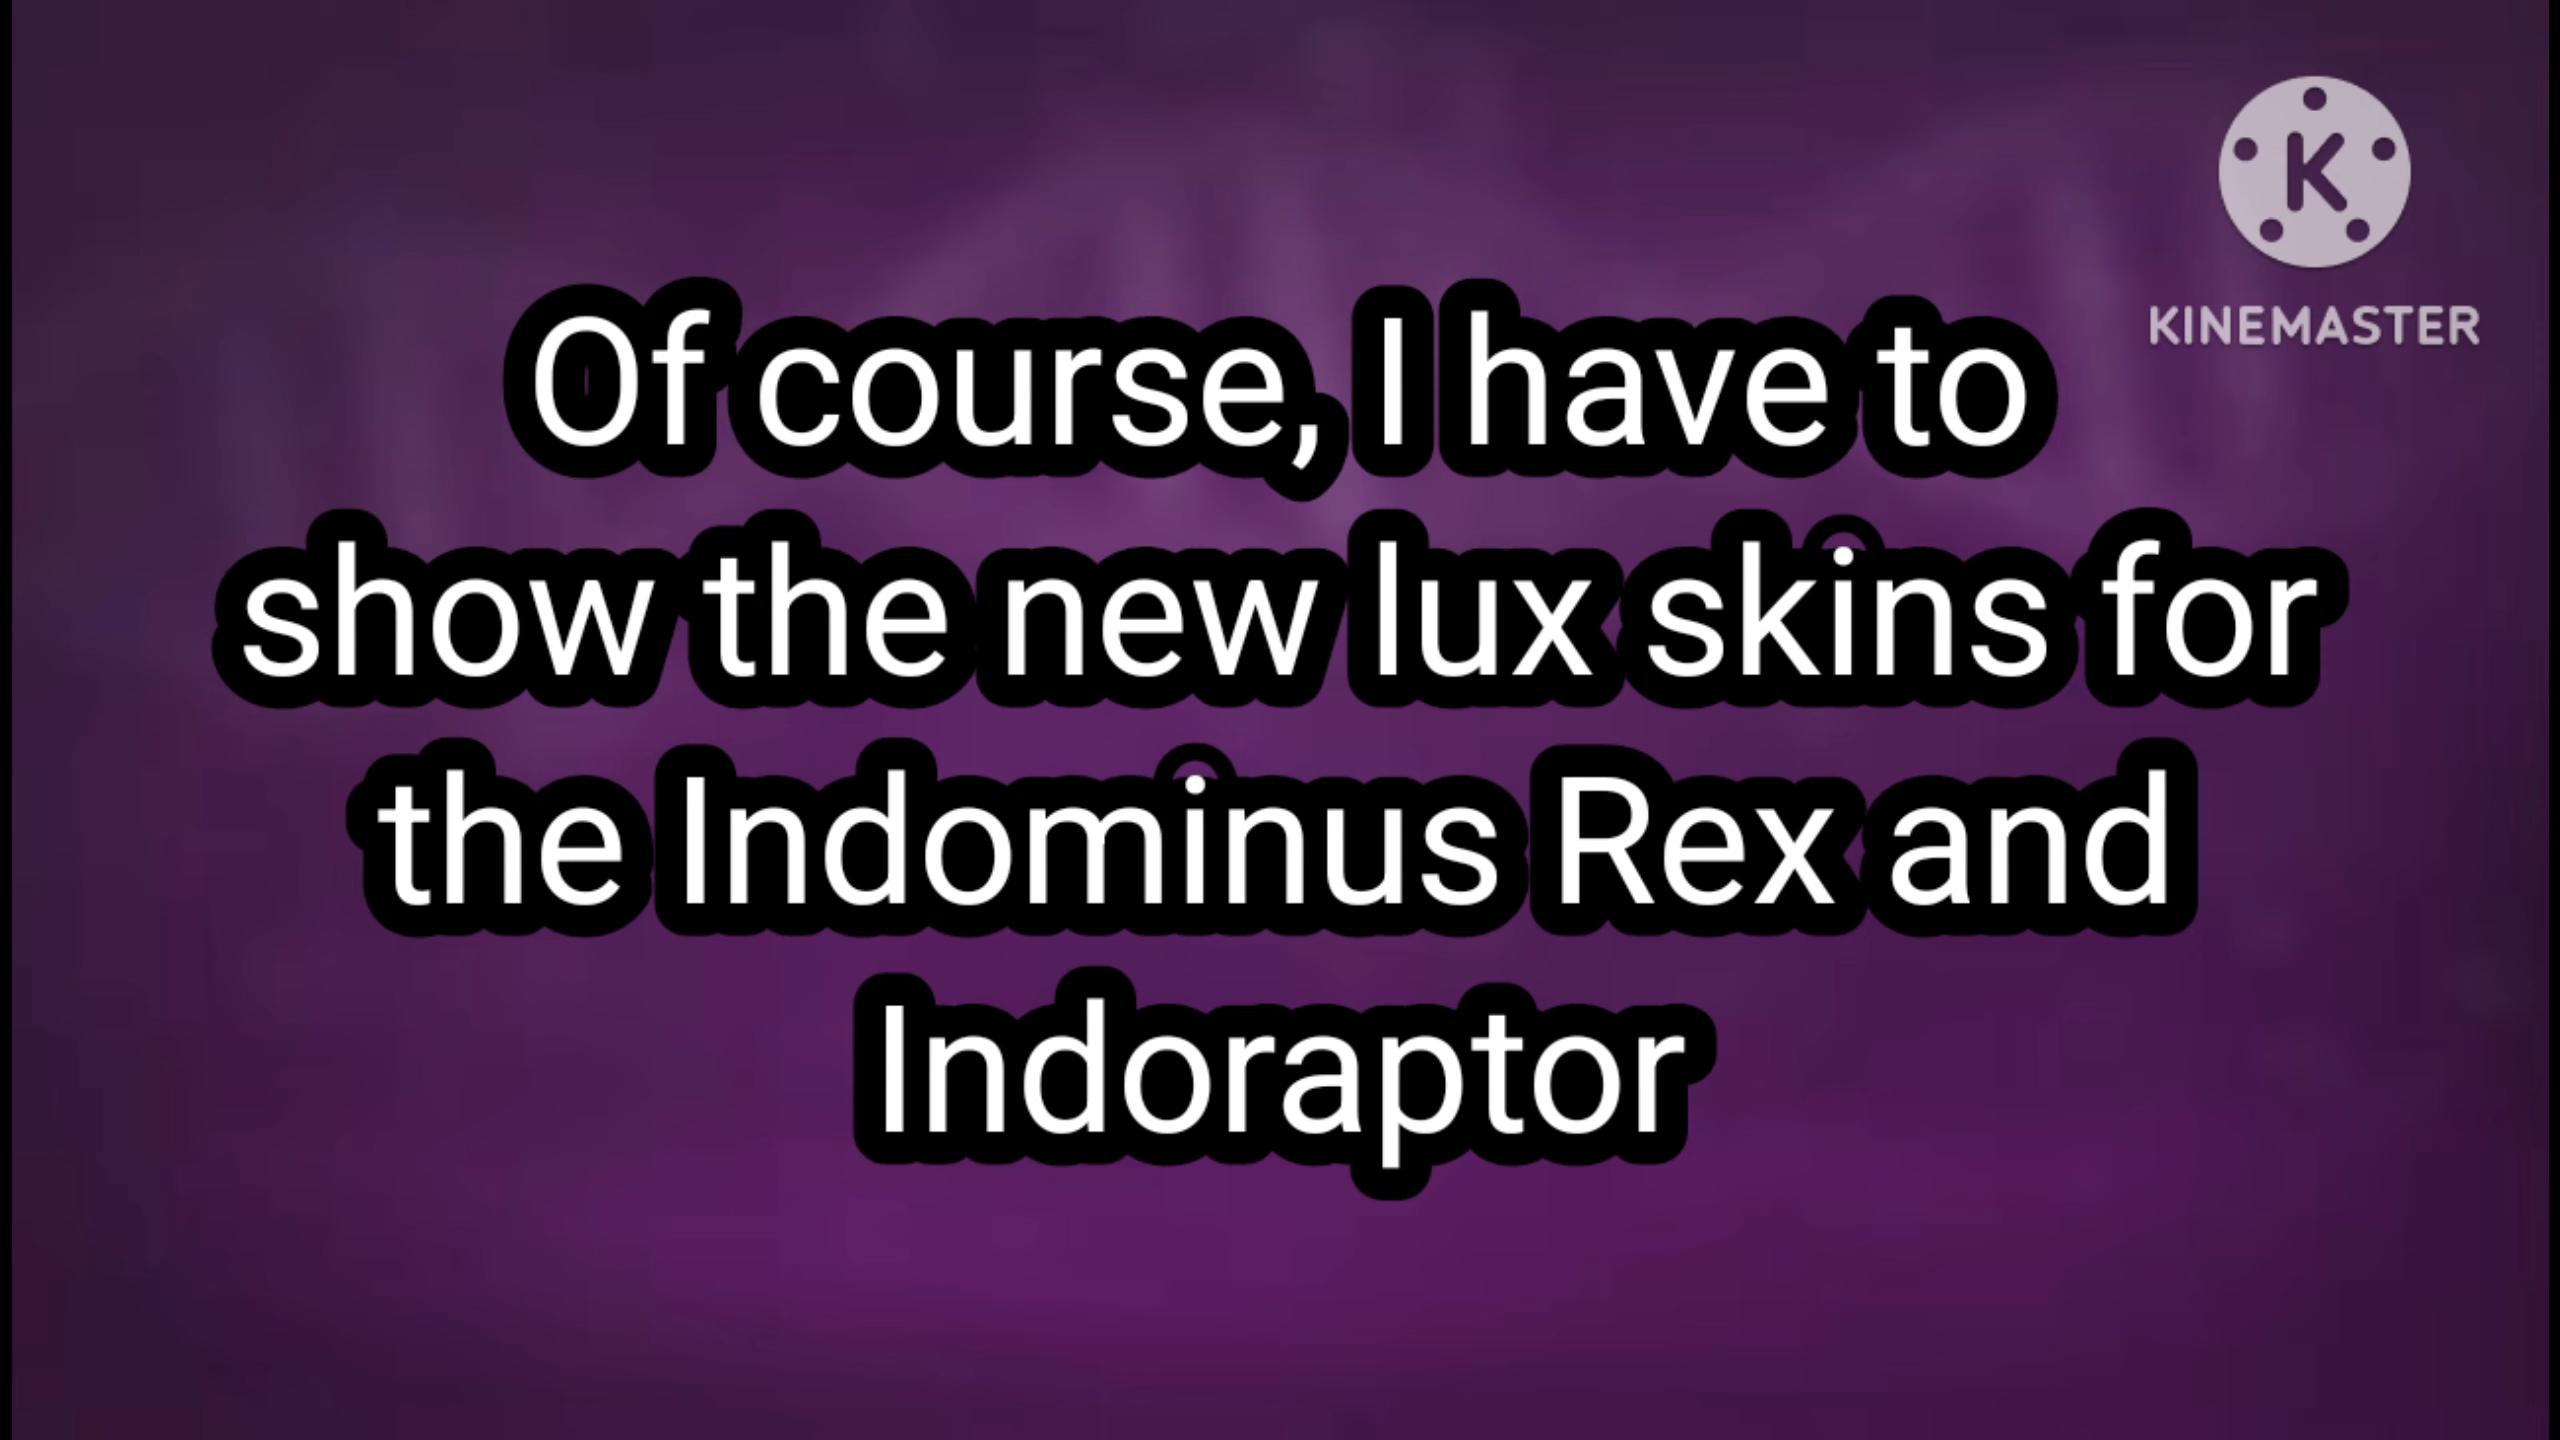 K
KINEMASTER
Of course, I have to
show the new lux skins for
the Indominus Rex and
Indoraptor